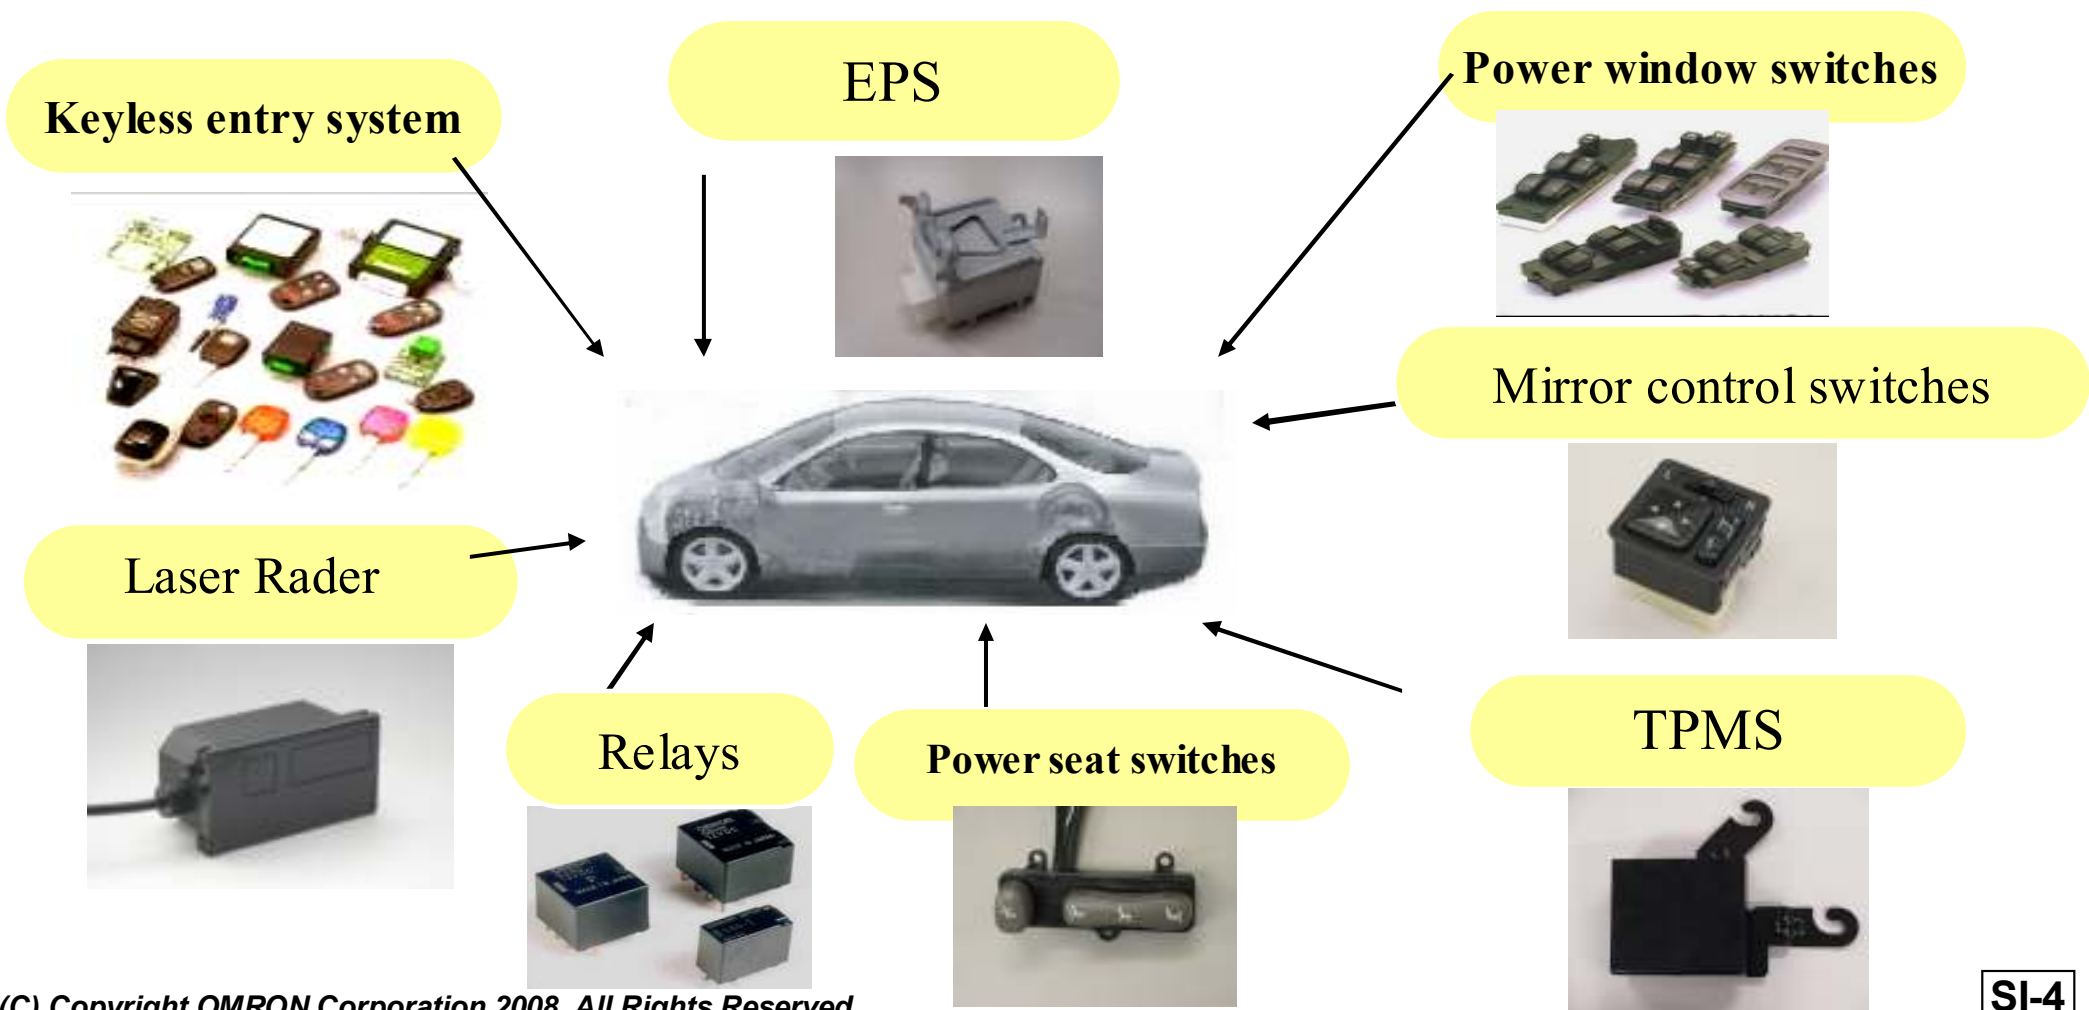 EPS
Power window switches
Keyless entry system
Mirror control switches
Laser Rader
Relays
Power seat switches
TPMS
(C) Copyright OMRON Corporation 2008. All Rights Reserved
SI-4